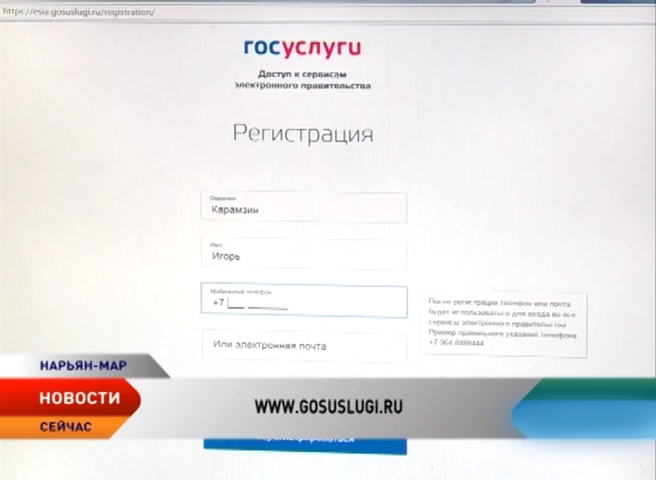 https://esia.gosuslugi.ru/registration/
госуслуги
Доступ к сервисам
электронного правительства
Регистрация
Фамилия
Карамзин
Имя
Игорь
Мобильный телефон
+7
После регистрации телефон или почта
будет использоваться для входа во все
сервисы электронного правительства
Пример правильного указания телефона
+7 964 8488444
Или электронная почта
НАРЬЯН-МАР
НОВОСТИ
СЕЙЧАС
WWW.GOSUSLUGI.RU